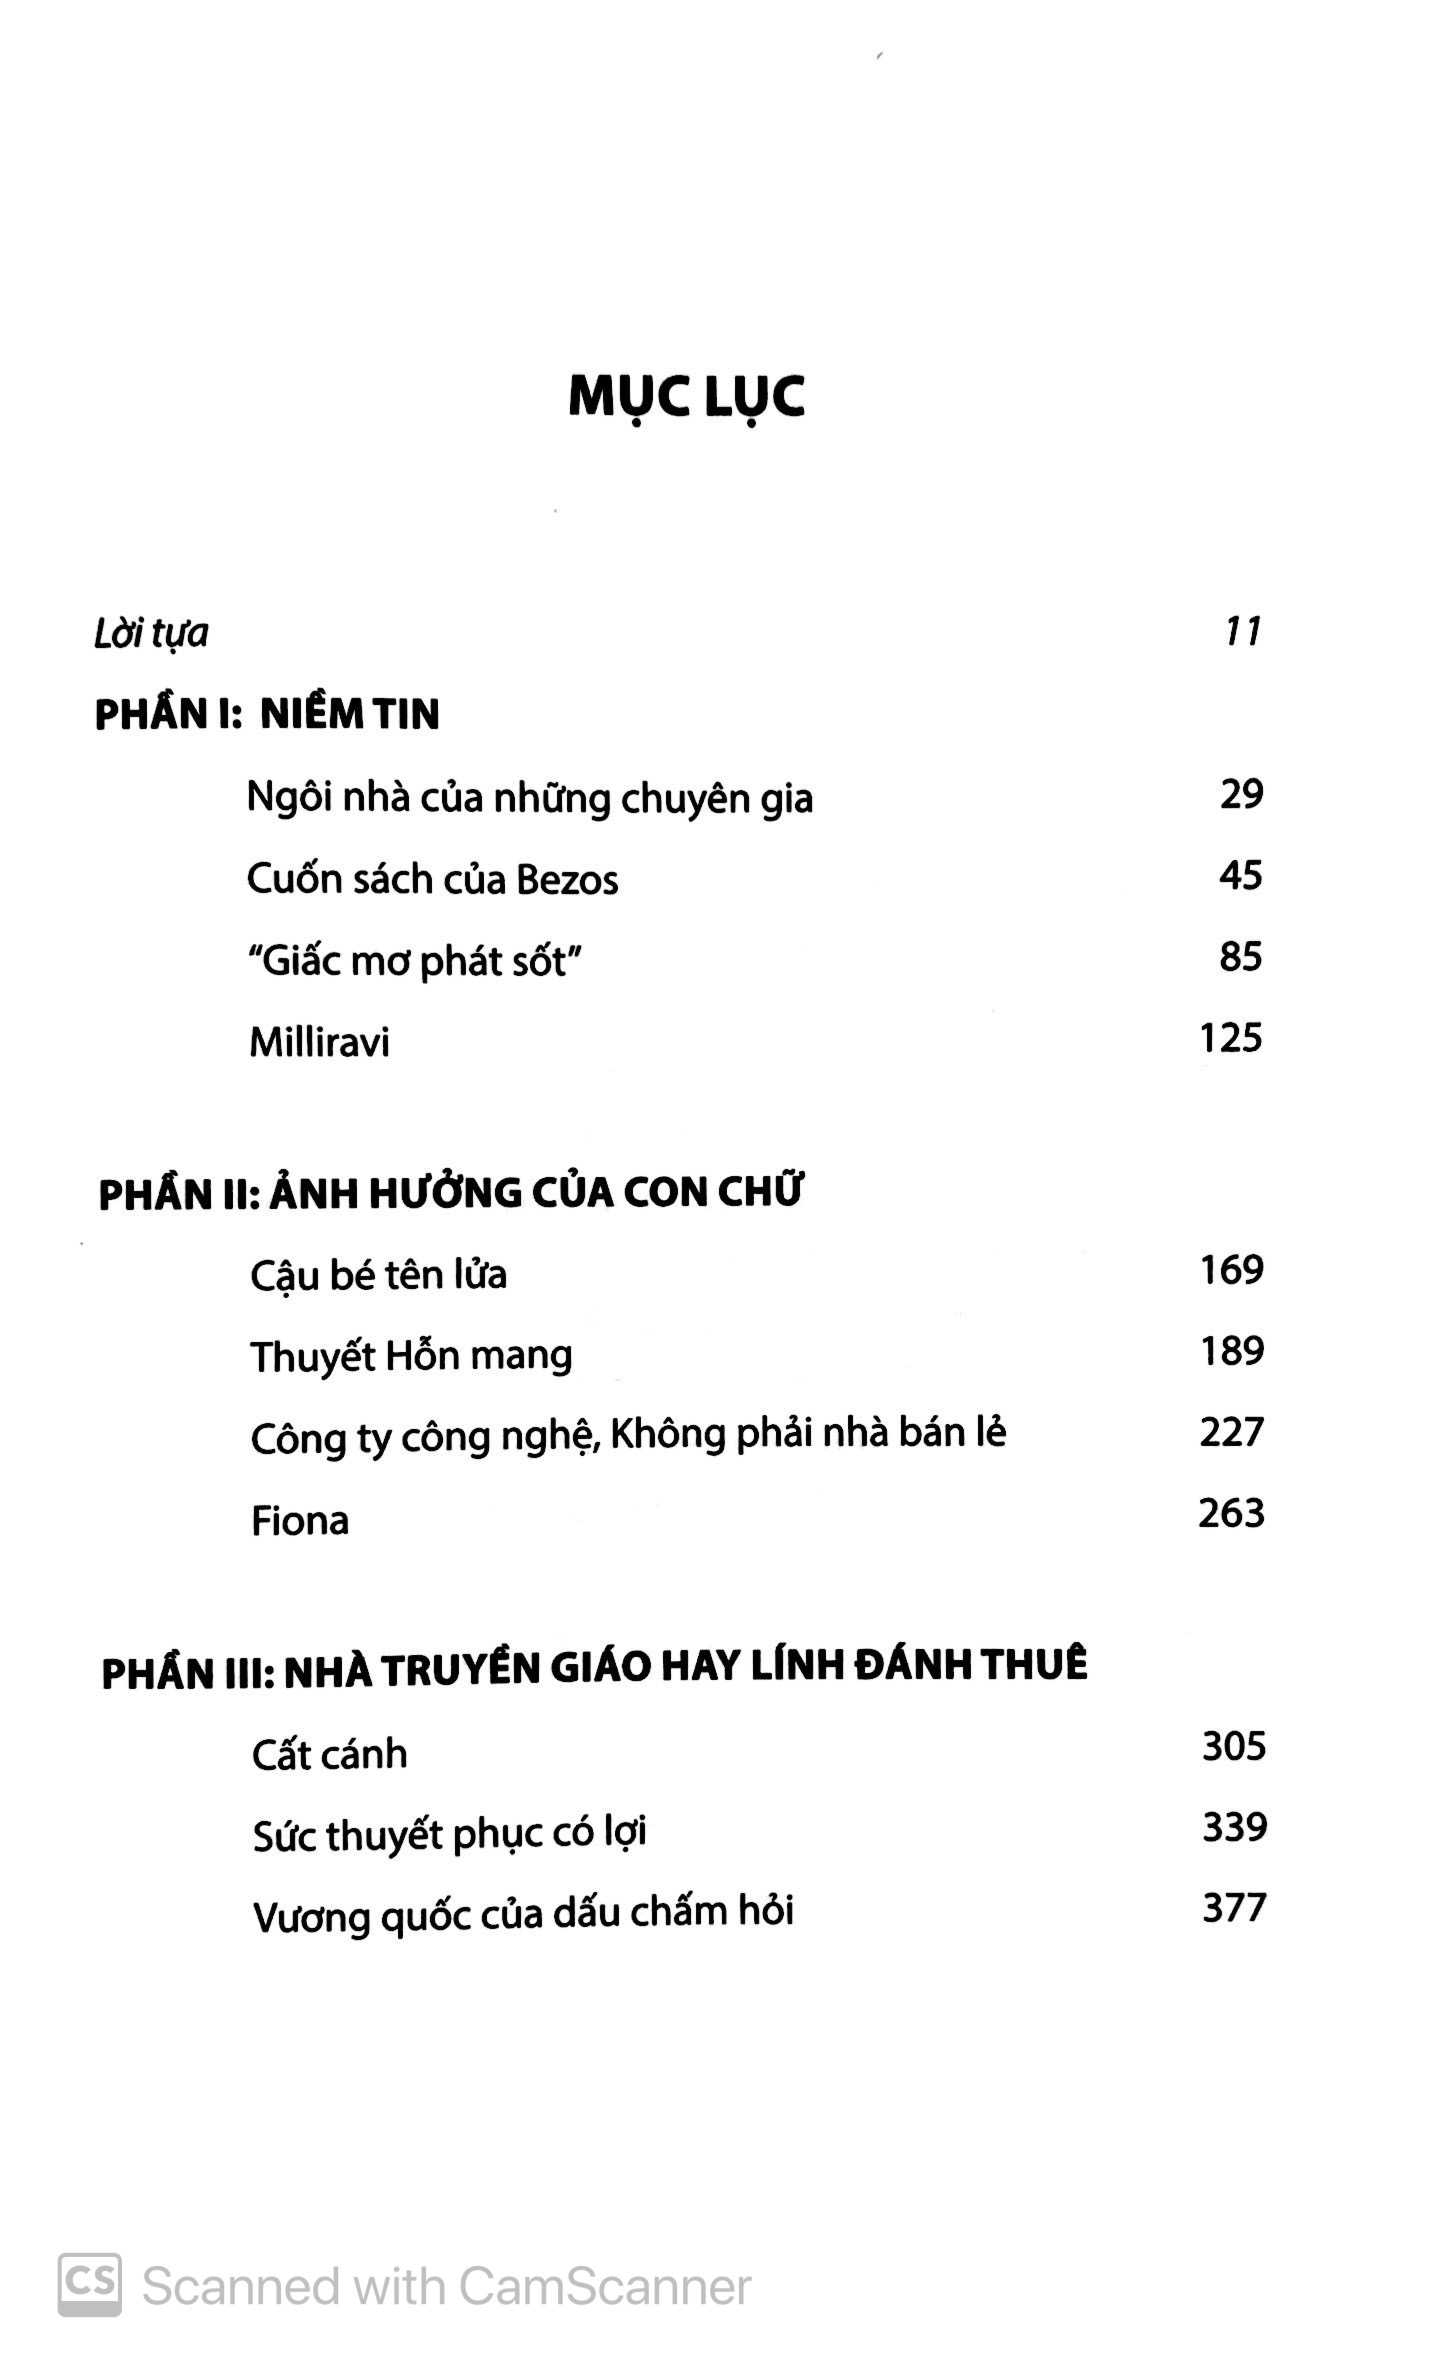 MỤC LỤC
Lời tựa 11
PHẦN I: NIỀM TIN
Ngôi nhà của những chuyên gia 29
Cuốn sách của Bezos 45
“Giấc mơ phát sốt” 85
Milliravi 125
PHẦN II: ẢNH HƯỞNG CỦA CON CHỮ
Cậu bé tên lửa 169
Thuyết Hỗn mang 189
Công ty công nghệ, Không phải nhà bán lẻ 227
Fiona 263
PHẦN III: NHÀ TRUYỀN GIÁO HAY LÍNH ĐÁNH THUÊ
Cất cánh 305
Sức thuyết phục có lợi 339
Vương quốc của dấu chấm hỏi 377
CS Scanned with CamScanner